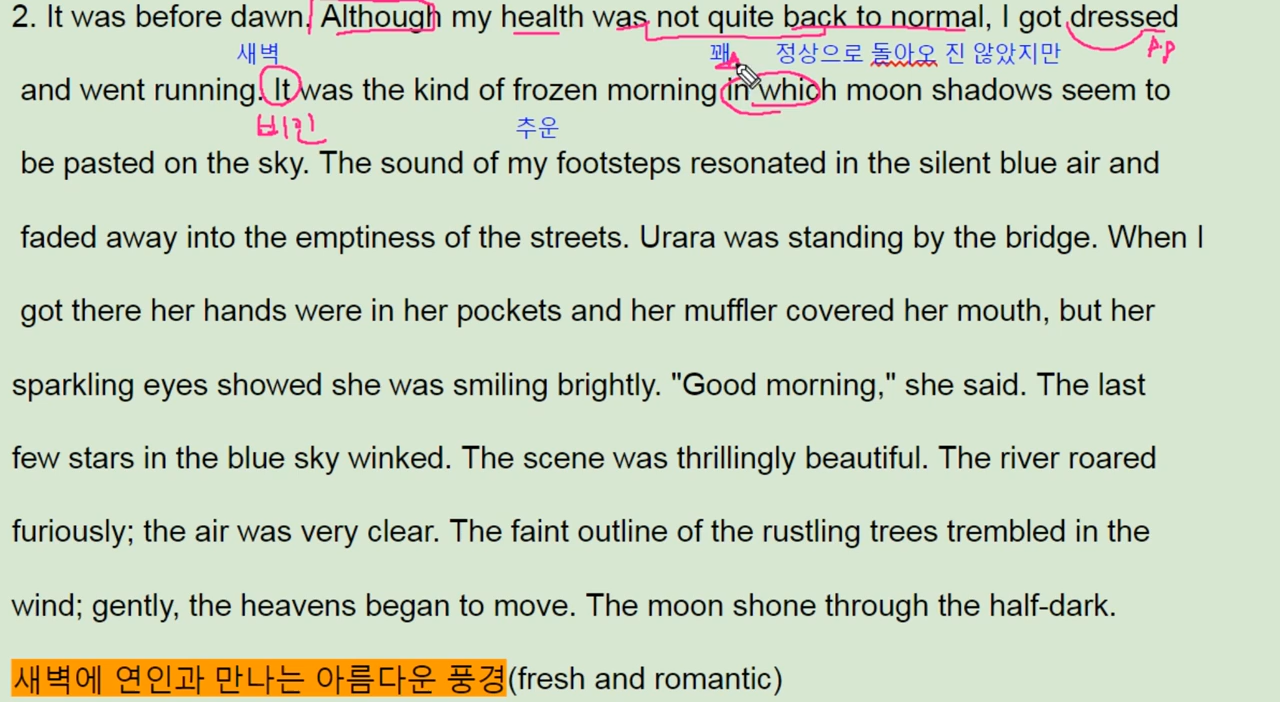 2. It was before dawn. Although my health was not quite back to normal, I got dressed
새벽 꽤 정상으로 돌아오 진 않았지만 p.p
and went running. It was the kind of frozen morning in which moon shadows seem to
비인 추운
be pasted on the sky. The sound of my footsteps resonated in the silent blue air and
faded away into the emptiness of the streets. Urara was standing by the bridge. When I
got there her hands were in her pockets and her muffler covered her mouth, but her
sparkling eyes showed she was smiling brightly. "Good morning," she said. The last
few stars in the blue sky winked. The scene was thrillingly beautiful. The river roared
furiously; the air was very clear. The faint outline of the rustling trees trembled in the
wind; gently, the heavens began to move. The moon shone through the half-dark.
새벽에 연인과 만나는 아름다운 풍경(fresh and romantic)